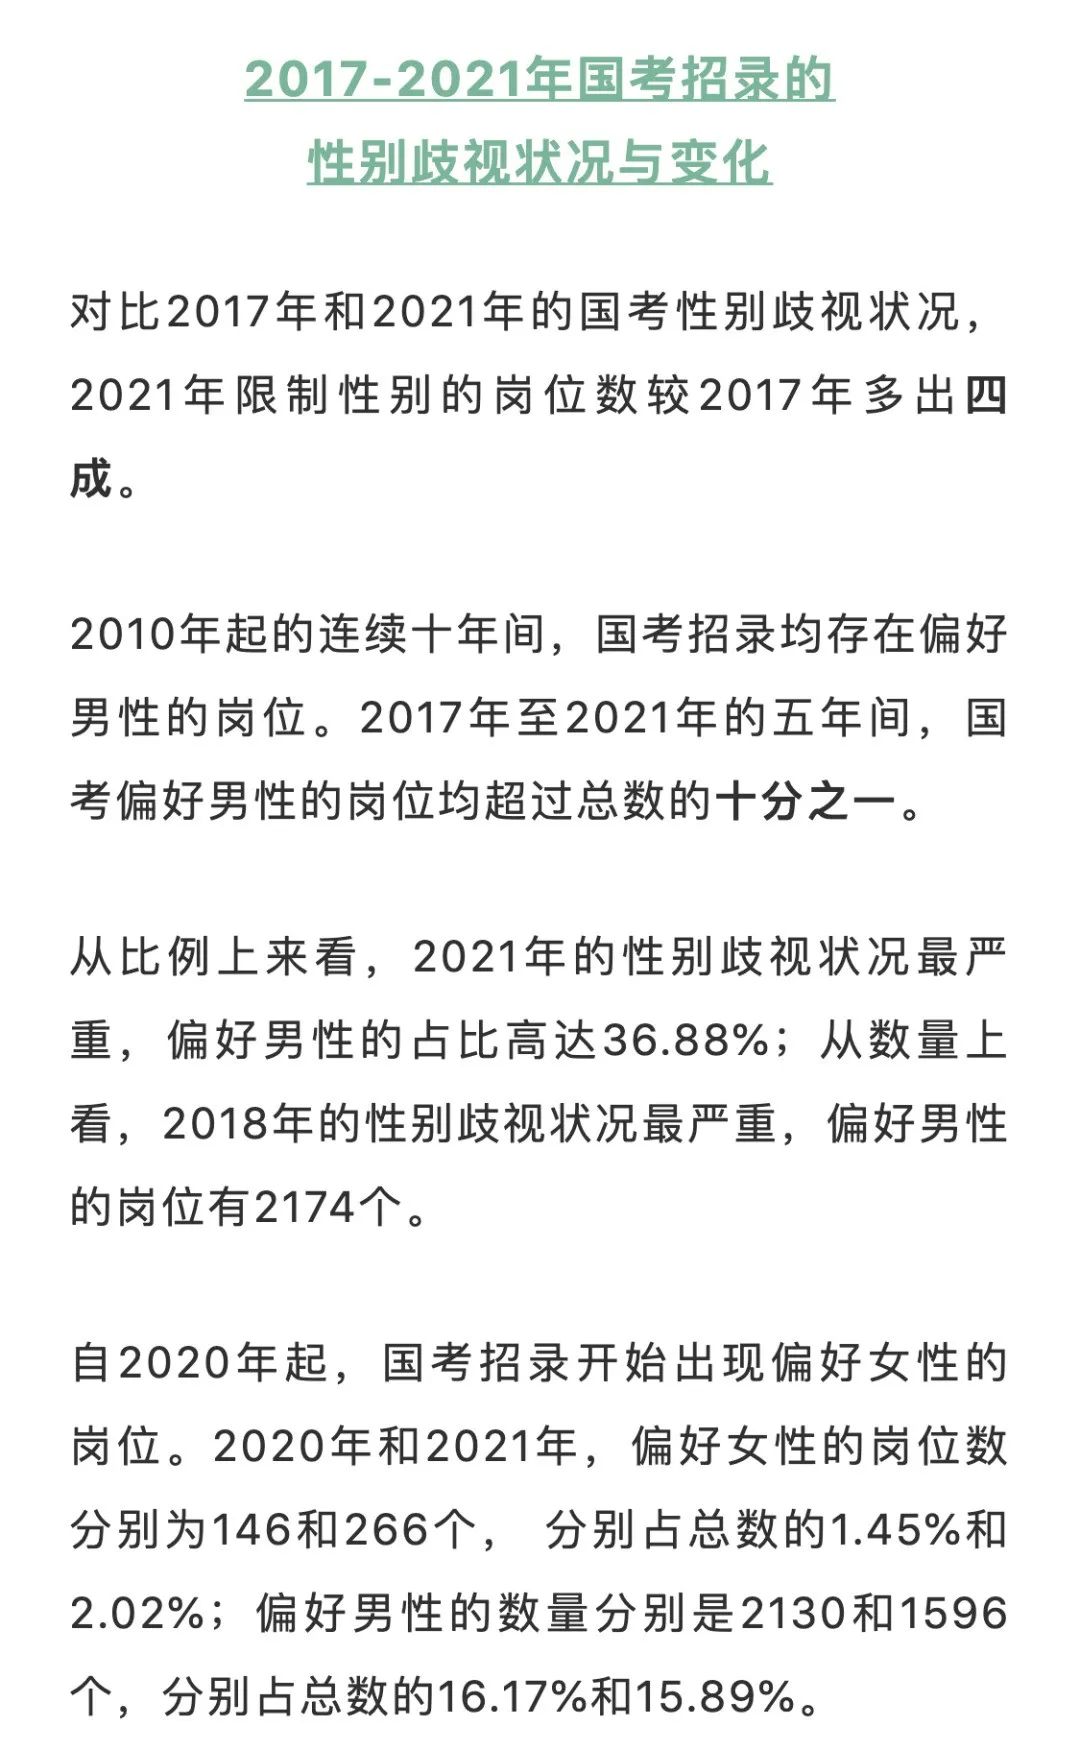 2017-2021年国考招录的
性别歧视状况与变化
对比2017年和2021年的国考性别歧视状况，
2021年限制性别的岗位数较2017年多出四
成。
2010年起的连续十年间，国考招录均存在偏好
男性的岗位。2017年至2021年的五年间，国
考偏好男性的岗位均超过总数的十分之一。
从比例上来看，2021年的性别歧视状况最严
重，偏好男性的占比高达36.88%；从数量上
看，2018年的性别歧视状况最严重，偏好男性
的岗位有2174个。
自2020年起，国考招录开始出现偏好女性的
岗位。2020年和2021年，偏好女性的岗位数
分别为146和266个， 分别占总数的1.45%和
2.02%；偏好男性的数量分别是2130和1596
个，分别占总数的16.17%和15.89%。